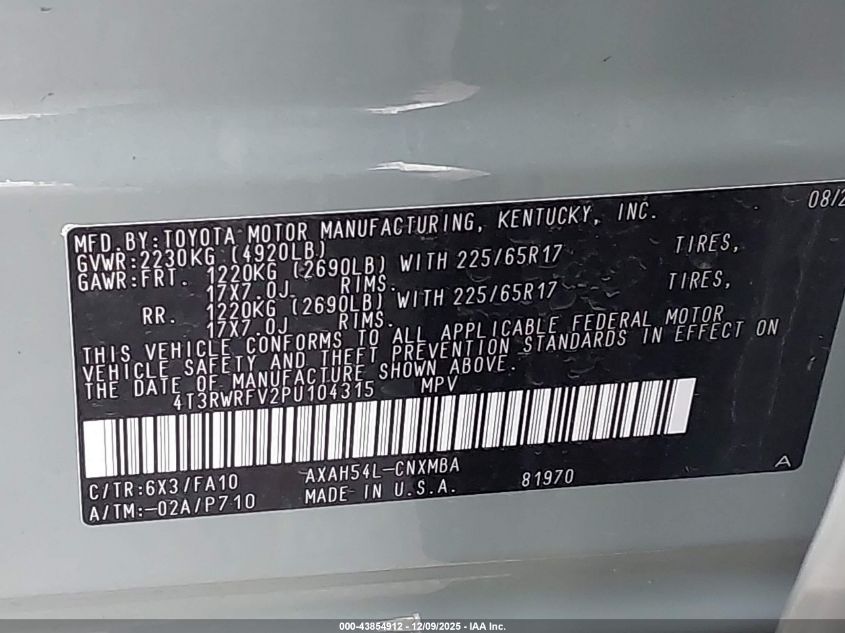 08/2
MFD.BY:TOYOTA MOTOR MANUFACTURING, KENTUCKY, INC.
GVWR:2230KG (4920LB)
GAWR:FRT. 1220KG (2690LB) WITH 225/65R17 TIRES,
17X7.0J RIMS.
RR. 1220KG (2690LB) WITH 225/65R17 TIRES,
17X7.0J RIMS.
THIS VEHICLE CONFORMS TO ALL APPLICABLE FEDERAL MOTOR
VEHICLE SAFETY AND THEFT PREVENTION STANDARDS IN EFFECT ON
THE DATE OF MANUFACTURE SHOWN ABOVE.
4T3RWRFV2PU104315 MPV
C/TR:6X3/FA10 AXAH54L-CNXMBA
A/TM:-02A/P710 MADE IN U.S.A. 81970 A
000-43854912 - 12/09/2025 - IAA Inc.